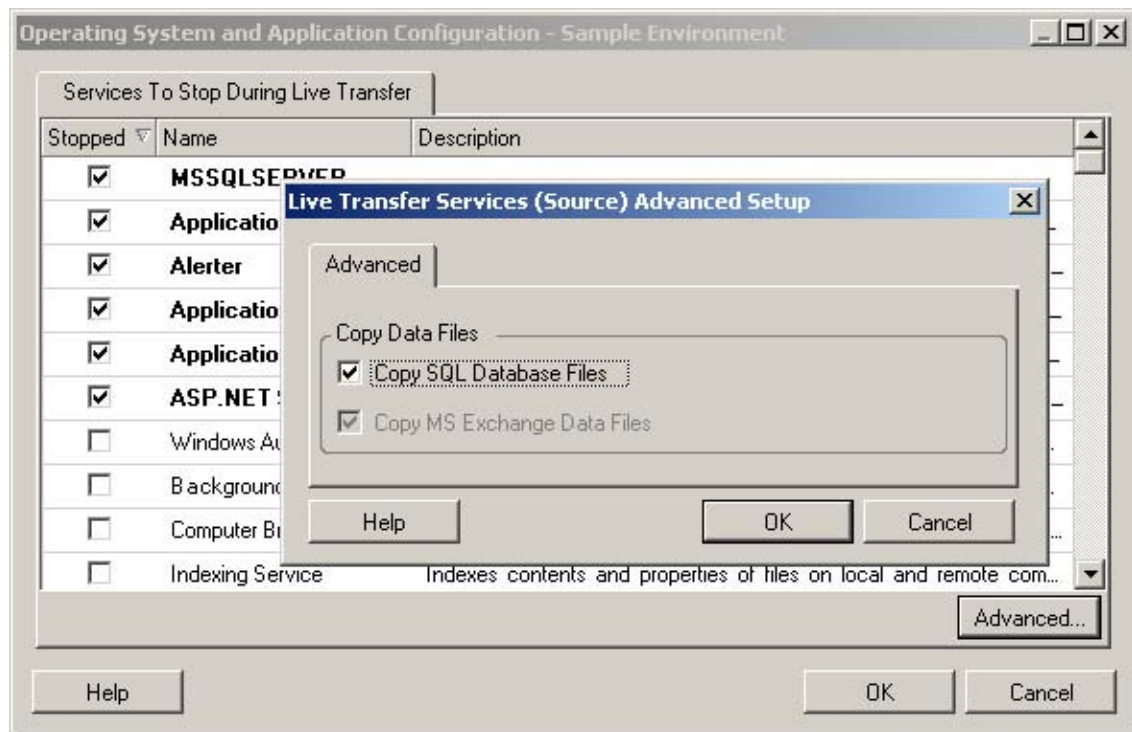 Operating System and Application Configuration - Sample Environment
Services To Stop During Live Transfer
Stopped Name Description
MSSQLSERVER
Live Transfer Services (Source) Advanced Setup
Applicatio
Advanced
Alerter
Applicatio
Copy Data Files
Applicatio
Copy SQL Database Files
ASP.NET
Copy MS Exchange Data Files
Windows Au
Background
Help OK Cancel
Computer Br
Indexing Service Indexes contents and properties of files on local and remote com...
Advanced...
Help OK Cancel